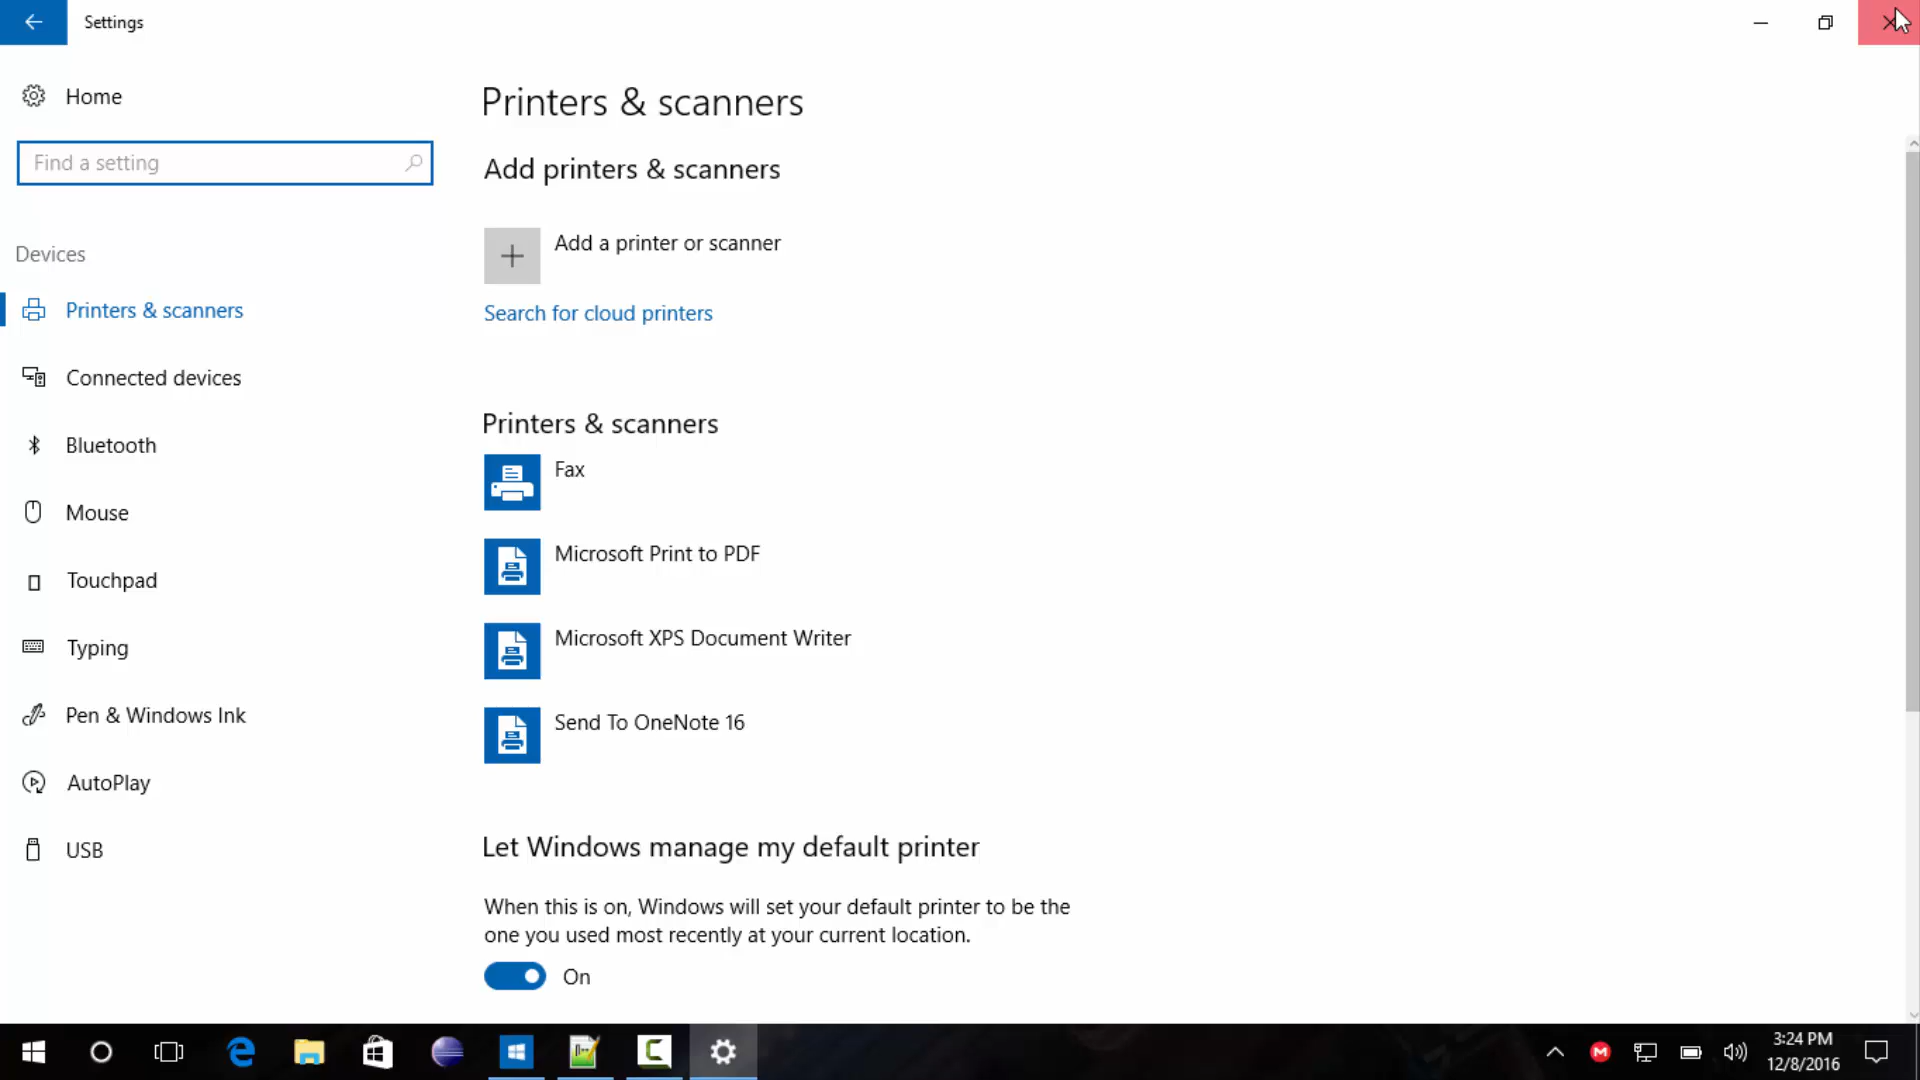 Settings
Home
Find a setting
Devices
Printers & scanners
Connected devices
Bluetooth
Mouse
Touchpad
Typing
Pen & Windows Ink
AutoPlay
USB
Printers & scanners
Add printers & scanners
Add a printer or scanner
Search for cloud printers
Printers & scanners
Fax
Microsoft Print to PDF
Microsoft XPS Document Writer
Send To OneNote 16
Let Windows manage my default printer
When this is on, Windows will set your default printer to be the
one you used most recently at your current location.
On
3:24 PM
12/8/2016